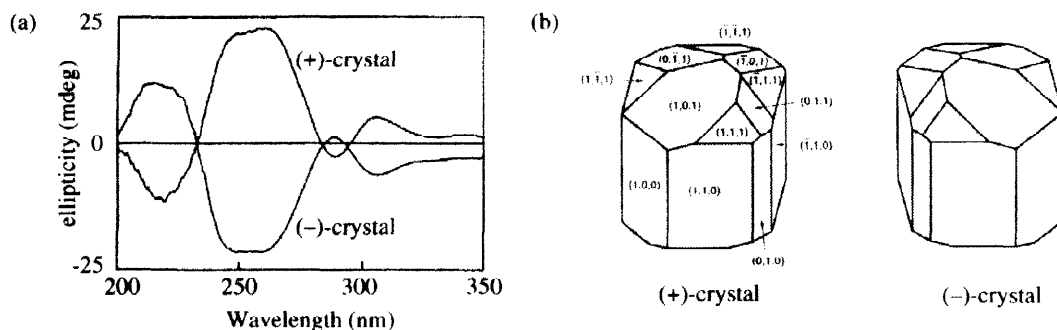 (a)
25
0
-25
ellipticity (mdeg)
(+)-crystal
(−)-crystal
200
250
300
350
Wavelength (nm)
(b)
(1̄,1̄,1)
(0,1̄,1)
(1̄,0,1)
(1,1̄,1)
(1̄,1,1)
(0,1,1)
(1,0,1)
(1,1,1)
(1̄,1,0)
(1,0,0)
(1,1,0)
(0,1,0)
(+)-crystal
(−)-crystal